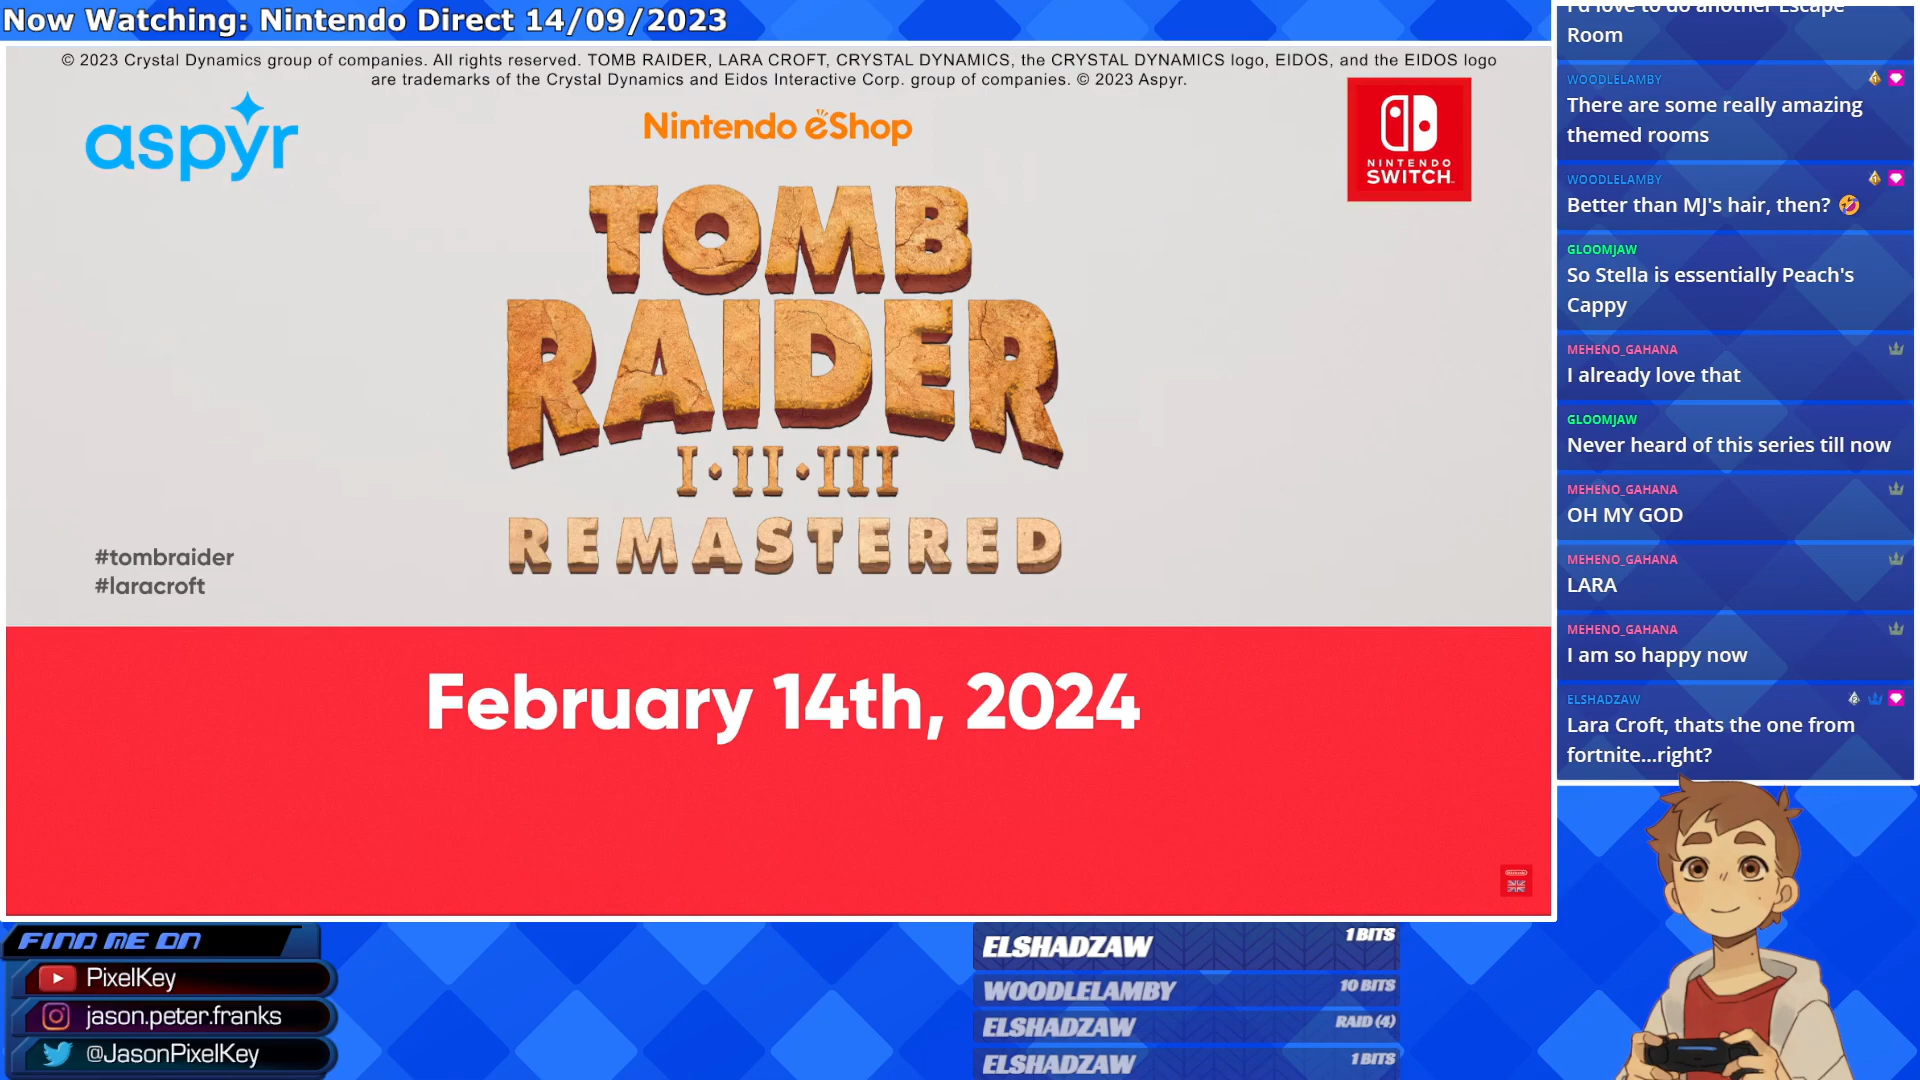 Now Watching: Nintendo Direct 14/09/2023
© 2023 Crystal Dynamics group of companies. All rights reserved. TOMB RAIDER, LARA CROFT, CRYSTAL DYNAMICS, the CRYSTAL DYNAMICS logo, EIDOS, and the EIDOS logo
are trademarks of the Crystal Dynamics and Eidos Interactive Corp. group of companies. © 2023 Aspyr.
aspyr
Nintendo eShop
NINTENDO
SWITCH
TOMB
RAIDER
I·II·III
REMASTERED
#tombraider
#laracroft
February 14th, 2024
Nintendo
I'd love to do another Escape
Room
WOODLELAMBY
There are some really amazing
themed rooms
WOODLELAMBY
Better than MJ's hair, then? 🤣
GLOOMJAW
So Stella is essentially Peach's
Cappy
MEHENO_GAHANA
I already love that
GLOOMJAW
Never heard of this series till now
MEHENO_GAHANA
OH MY GOD
MEHENO_GAHANA
LARA
MEHENO_GAHANA
I am so happy now
ELSHADZAW
Lara Croft, thats the one from
fortnite...right?
FIND ME ON
PixelKey
jason.peter.franks
@JasonPixelKey
ELSHADZAW 1 BITS
WOODLELAMBY 10 BITS
ELSHADZAW RAID (4)
ELSHADZAW 1 BITS